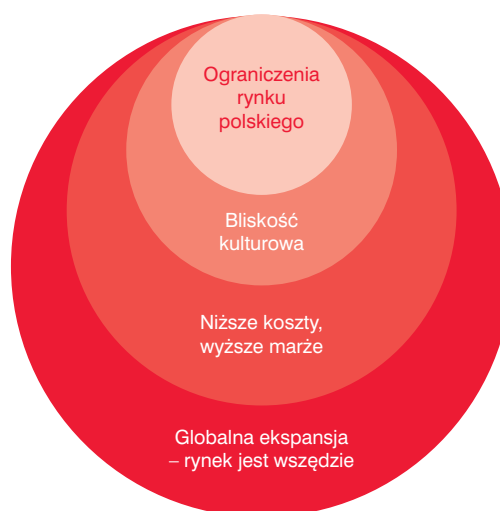 Ograniczenia
rynku
polskiego
Bliskość
kulturowa
Niższe koszty,
wyższe marże
Globalna ekspansja
– rynek jest wszędzie